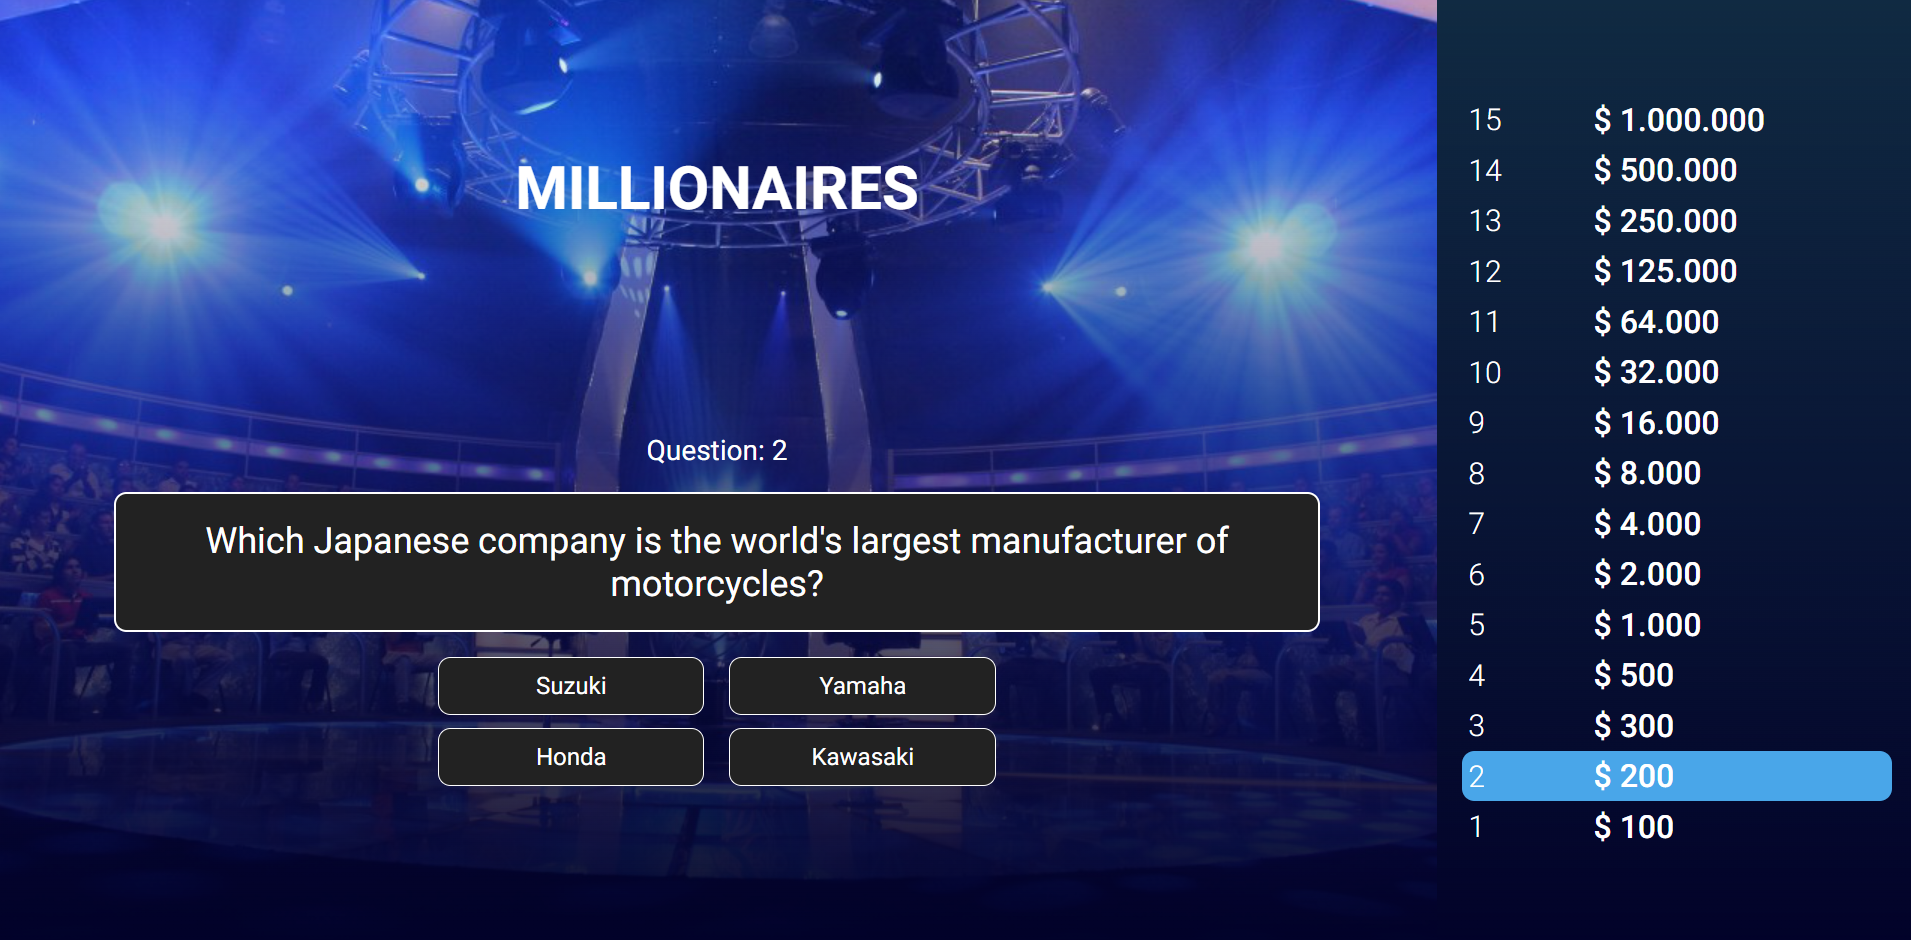 MILLIONAIRES
Question: 2
Which Japanese company is the world's largest manufacturer of
motorcycles?
Suzuki
Yamaha
Honda
Kawasaki
15 $ 1.000.000
14 $ 500.000
13 $ 250.000
12 $ 125.000
11 $ 64.000
10 $ 32.000
9 $ 16.000
8 $ 8.000
7 $ 4.000
6 $ 2.000
5 $ 1.000
4 $ 500
3 $ 300
2 $ 200
1 $ 100